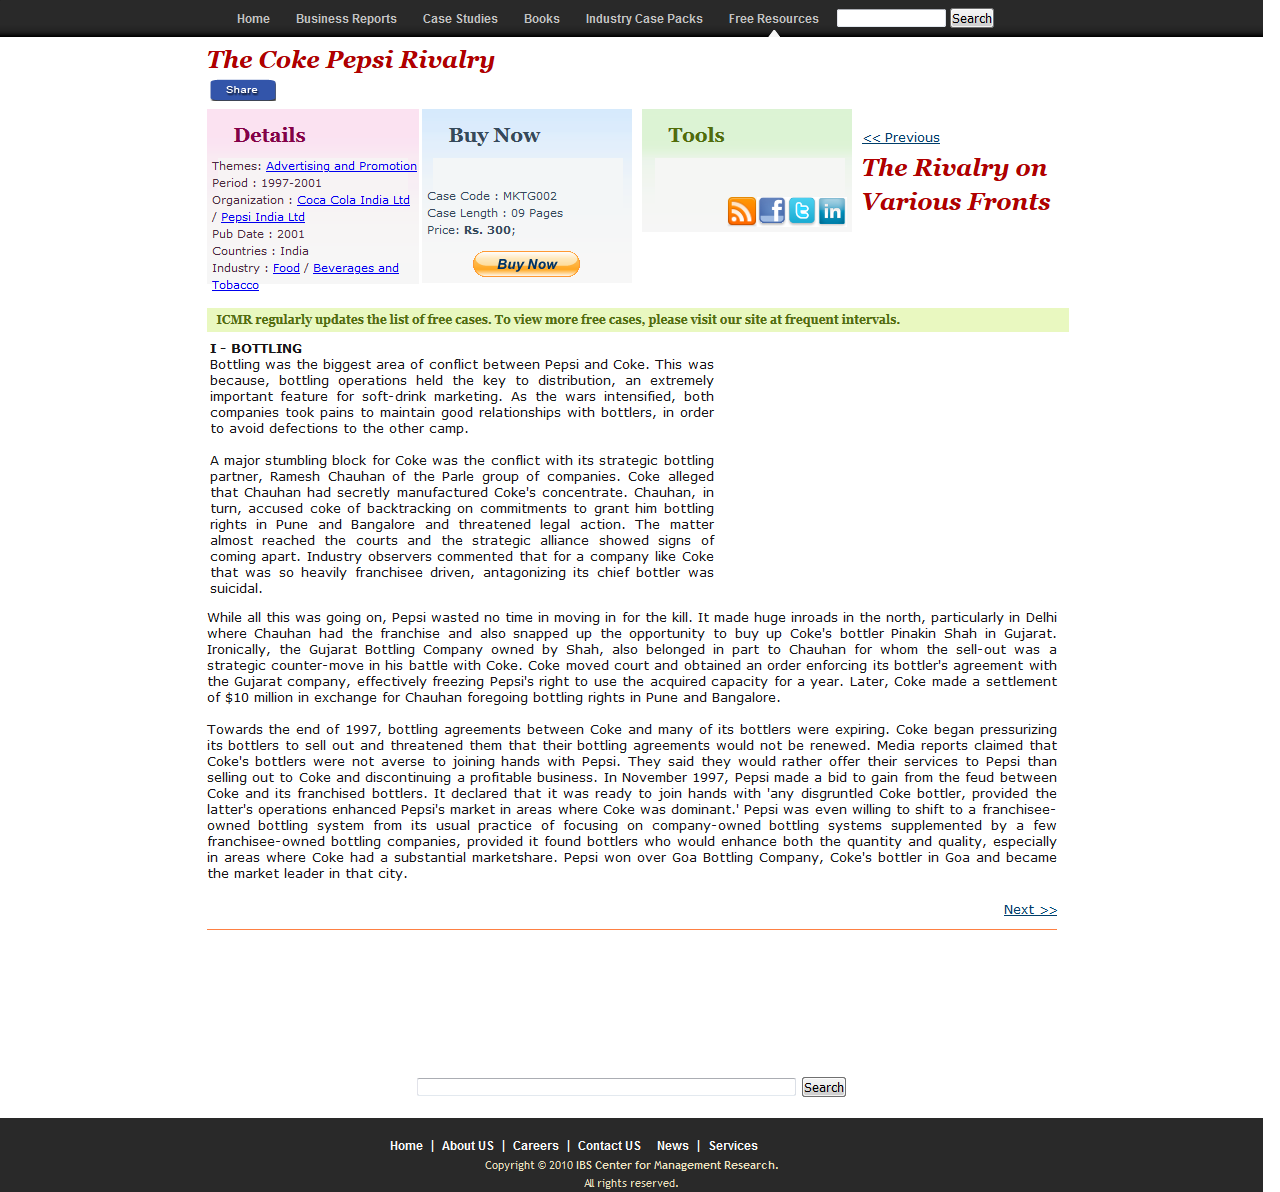 Home Business Reports Case Studies Books Industry Case Packs Free Resources Search
The Coke Pepsi Rivalry
Share
Details
Themes: Advertising and Promotion
Period : 1997-2001
Organization : Coca Cola India Ltd
/ Pepsi India Ltd
Pub Date : 2001
Countries : India
Industry : Food / Beverages and
Tobacco
Buy Now
Case Code : MKTG002
Case Length : 09 Pages
Price: Rs. 300;
Buy Now
Tools
<< Previous
The Rivalry on
Various Fronts
ICMR regularly updates the list of free cases. To view more free cases, please visit our site at frequent intervals.
I - BOTTLING
Bottling was the biggest area of conflict between Pepsi and Coke. This was
because, bottling operations held the key to distribution, an extremely
important feature for soft-drink marketing. As the wars intensified, both
companies took pains to maintain good relationships with bottlers, in order
to avoid defections to the other camp.
A major stumbling block for Coke was the conflict with its strategic bottling
partner, Ramesh Chauhan of the Parle group of companies. Coke alleged
that Chauhan had secretly manufactured Coke's concentrate. Chauhan, in
turn, accused coke of backtracking on commitments to grant him bottling
rights in Pune and Bangalore and threatened legal action. The matter
almost reached the courts and the strategic alliance showed signs of
coming apart. Industry observers commented that for a company like Coke
that was so heavily franchisee driven, antagonizing its chief bottler was
suicidal.
While all this was going on, Pepsi wasted no time in moving in for the kill. It made huge inroads in the north, particularly in Delhi
where Chauhan had the franchise and also snapped up the opportunity to buy up Coke's bottler Pinakin Shah in Gujarat.
Ironically, the Gujarat Bottling Company owned by Shah, also belonged in part to Chauhan for whom the sell-out was a
strategic counter-move in his battle with Coke. Coke moved court and obtained an order enforcing its bottler's agreement with
the Gujarat company, effectively freezing Pepsi's right to use the acquired capacity for a year. Later, Coke made a settlement
of $10 million in exchange for Chauhan foregoing bottling rights in Pune and Bangalore.
Towards the end of 1997, bottling agreements between Coke and many of its bottlers were expiring. Coke began pressurizing
its bottlers to sell out and threatened them that their bottling agreements would not be renewed. Media reports claimed that
Coke's bottlers were not averse to joining hands with Pepsi. They said they would rather offer their services to Pepsi than
selling out to Coke and discontinuing a profitable business. In November 1997, Pepsi made a bid to gain from the feud between
Coke and its franchised bottlers. It declared that it was ready to join hands with 'any disgruntled Coke bottler, provided the
latter's operations enhanced Pepsi's market in areas where Coke was dominant.' Pepsi was even willing to shift to a franchisee-
owned bottling system from its usual practice of focusing on company-owned bottling systems supplemented by a few
franchisee-owned bottling companies, provided it found bottlers who would enhance both the quantity and quality, especially
in areas where Coke had a substantial marketshare. Pepsi won over Goa Bottling Company, Coke's bottler in Goa and became
the market leader in that city.
Next >>
Search
Home | About US | Careers | Contact US News | Services
Copyright © 2010 IBS Center for Management Research.
All rights reserved.